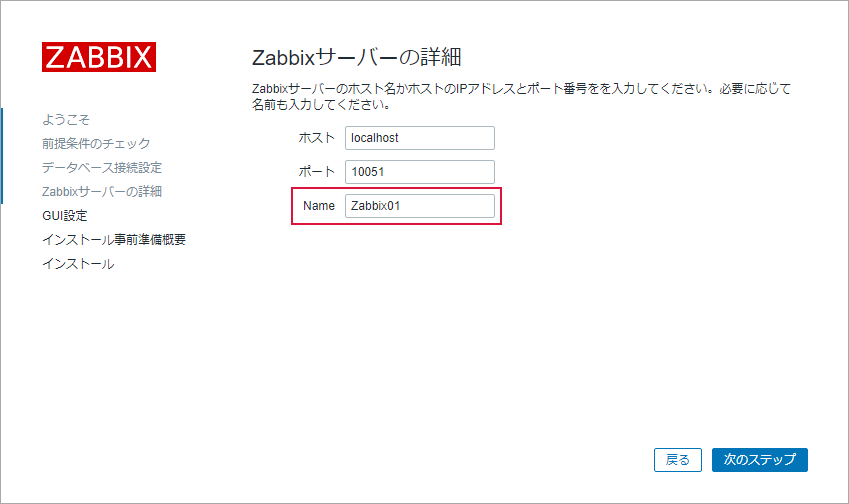 ZABBIX
ようこそ
前提条件のチェック
データベース接続設定
Zabbixサーバーの詳細
GUI設定
インストール事前準備概要
インストール
Zabbixサーバーの詳細
Zabbixサーバーのホスト名かホストのIPアドレスとポート番号をを入力してください。必要に応じて
名前も入力してください。
ホスト localhost
ポート 10051
Name Zabbix01
戻る 次のステップ